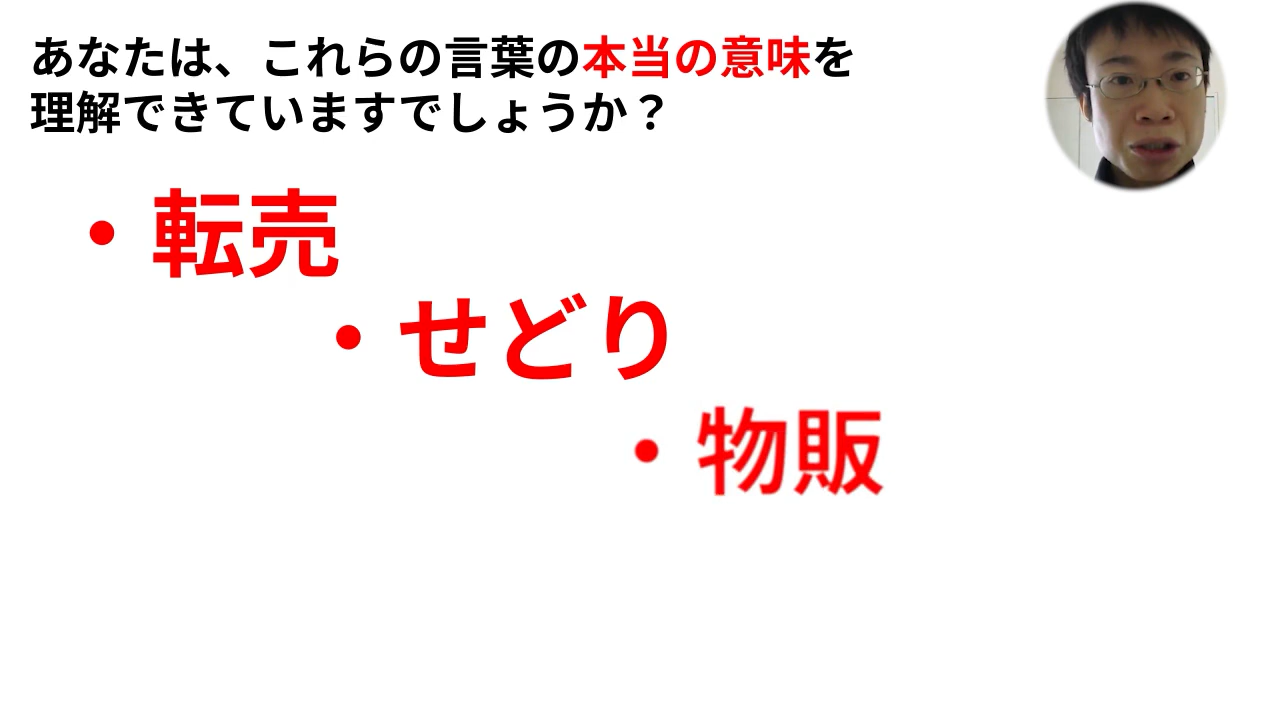 あなたは、これらの言葉の本当の意味を
理解できていますでしょうか？
・転売
・せどり
・物販